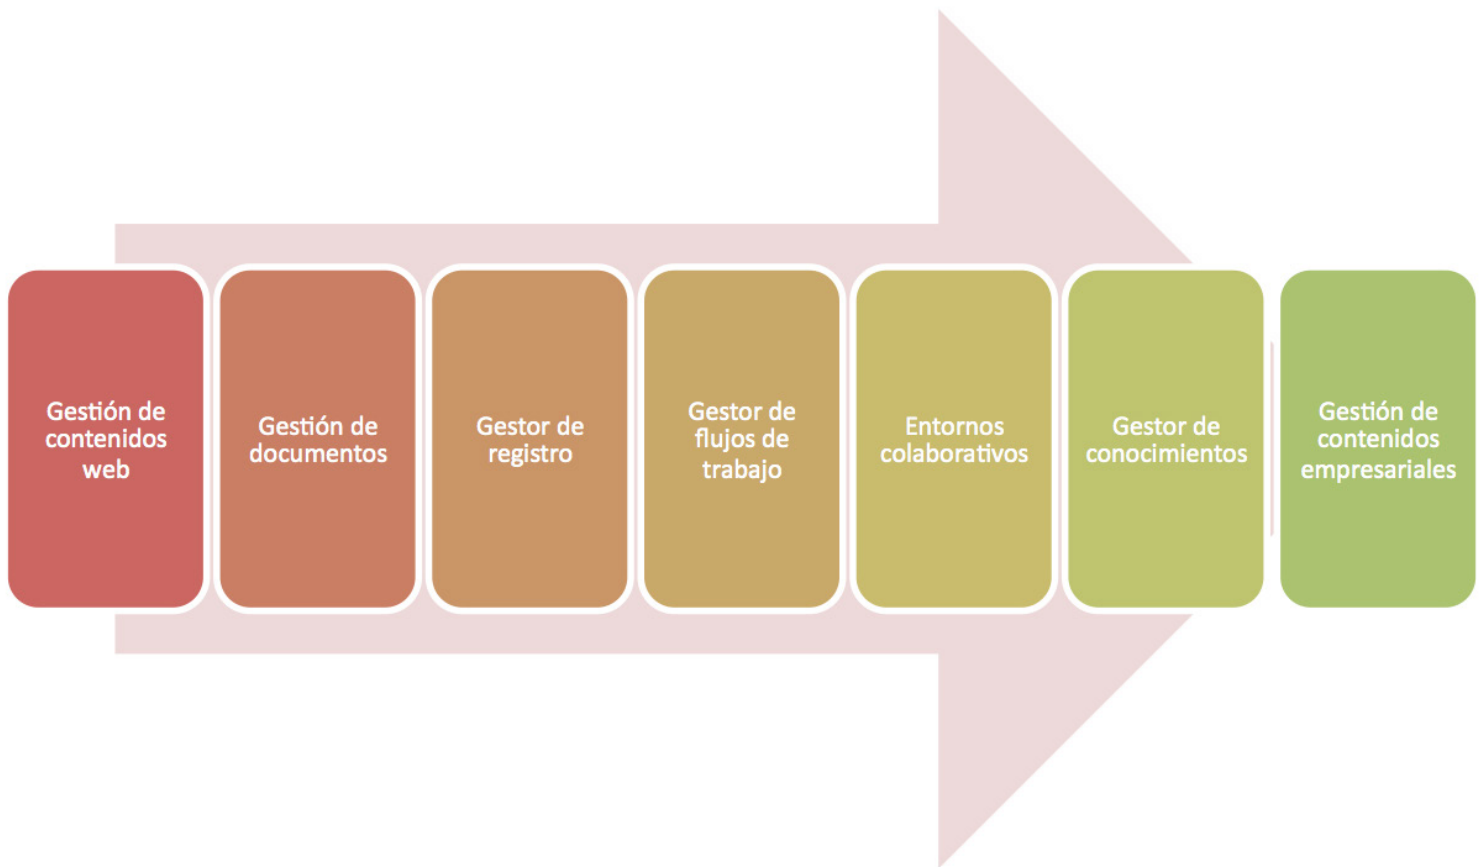 Gestión de
contenidos
web
Gestión de
documentos
Gestor de
registro
Gestor de
flujos de
trabajo
Entornos
colaborativos
Gestor de
conocimientos
Gestión de
contenidos
empresariales